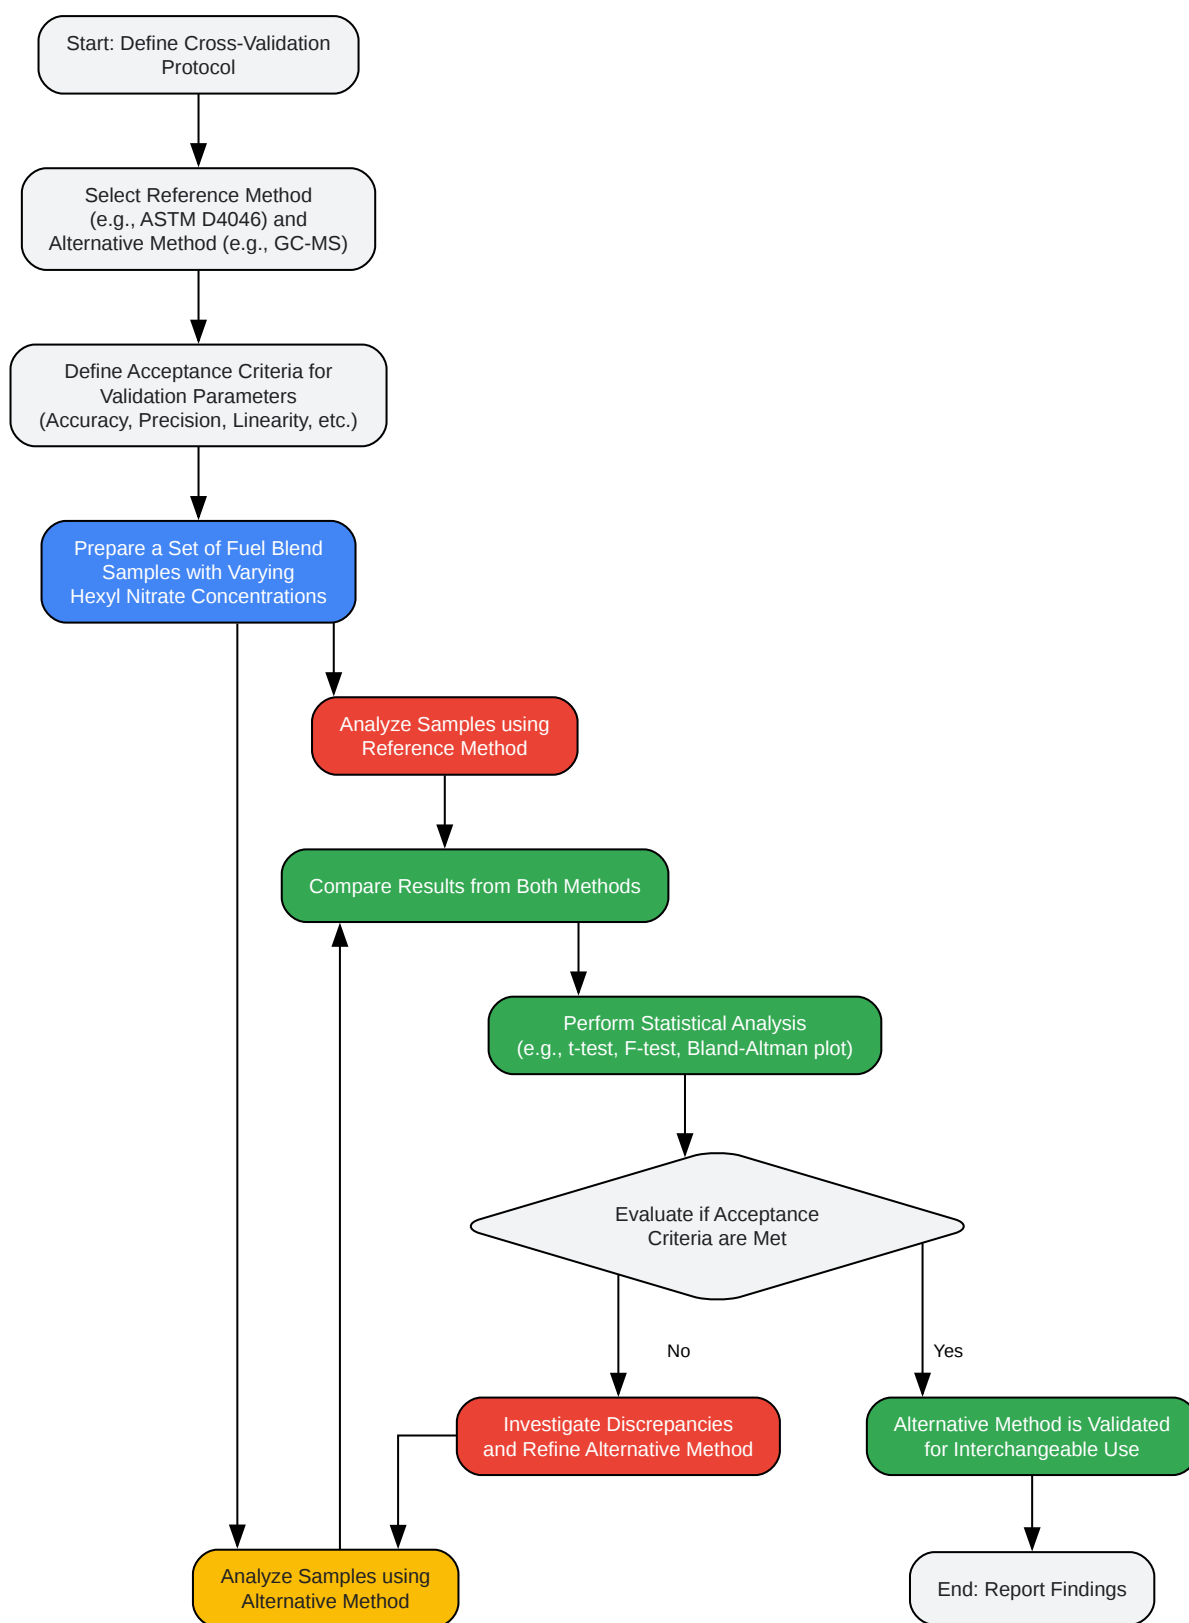 Start: Define Cross-Validation
Protocol
Select Reference Method
(e.g., ASTM D4046) and
Alternative Method (e.g., GC-MS)
Define Acceptance Criteria for
Validation Parameters
(Accuracy, Precision, Linearity, etc.)
Prepare a Set of Fuel Blend
Samples with Varying
Hexyl Nitrate Concentrations
Analyze Samples using
Reference Method
Compare Results from Both Methods
Perform Statistical Analysis
(e.g., t-test, F-test, Bland-Altman plot)
Evaluate if Acceptance
Criteria are Met
No
Yes
Investigate Discrepancies
and Refine Alternative Method
Alternative Method is Validated
for Interchangeable Use
Analyze Samples using
Alternative Method
End: Report Findings